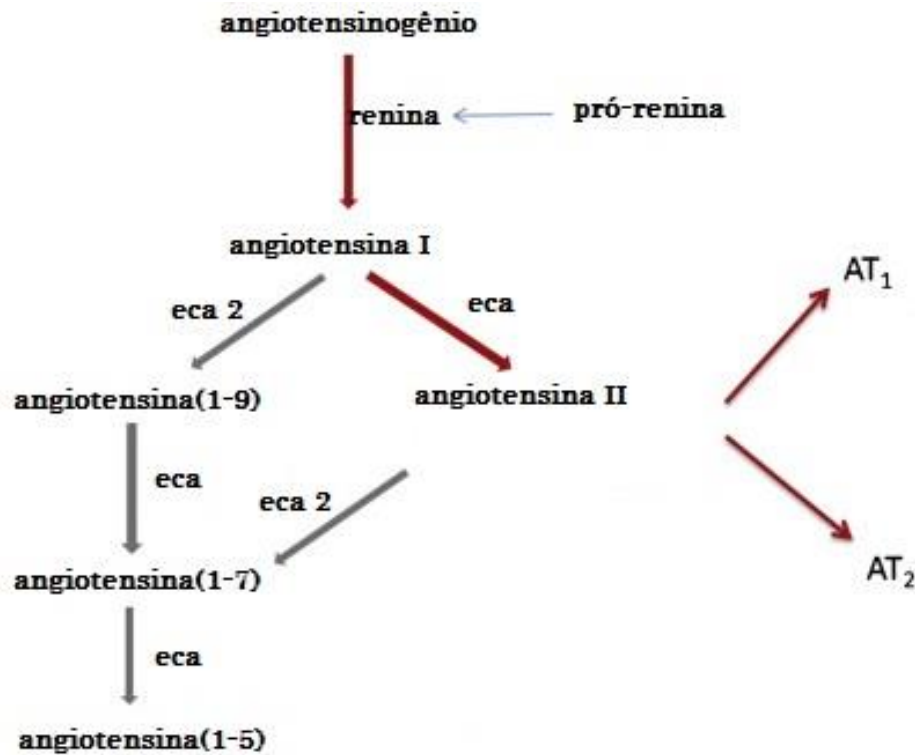 angiotensinogênio
renina
pró-renina
angiotensina I
eca 2
eca
AT₁
angiotensina(1-9)
angiotensina II
eca
eca 2
AT₂
angiotensina(1-7)
eca
angiotensina(1-5)